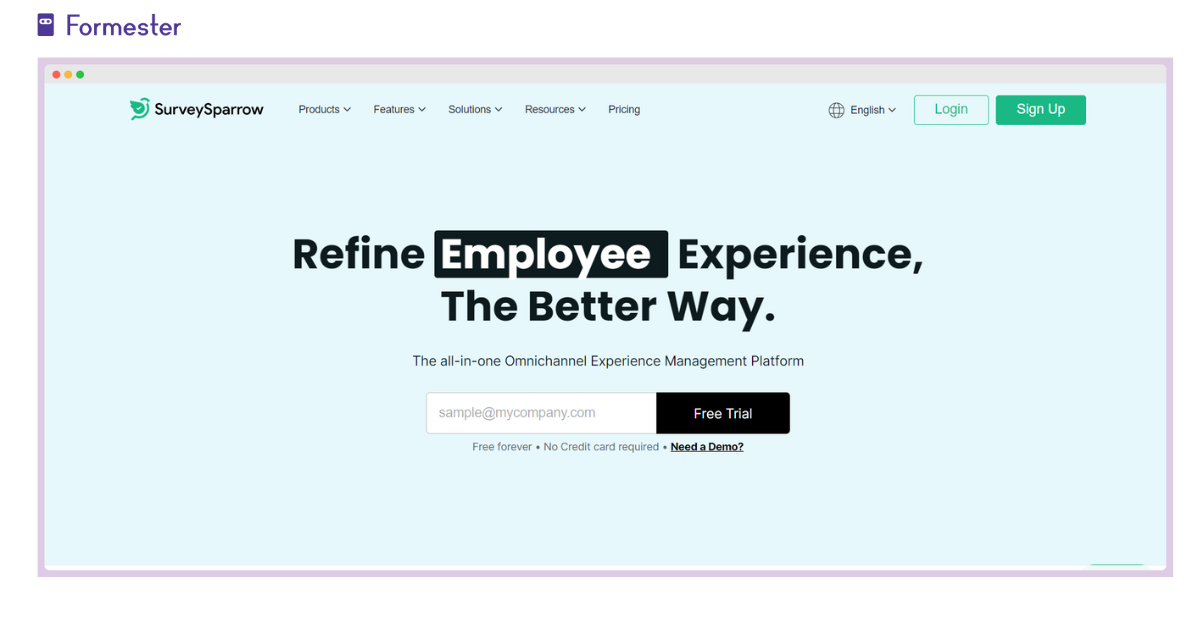 Formester
SurveySparrow Products Features Solutions Resources Pricing English Login Sign Up
Refine Employee Experience,
The Better Way.
The all-in-one Omnichannel Experience Management Platform
sample@mycompany.com Free Trial
Free forever • No Credit card required • Need a Demo?